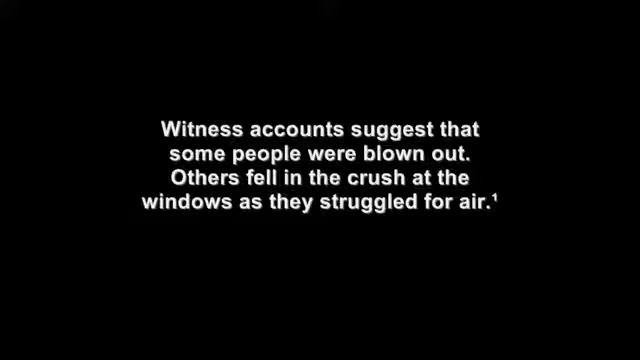 Witness accounts suggest that
some people were blown out.
Others fell in the crush at the
windows as they struggled for air.¹